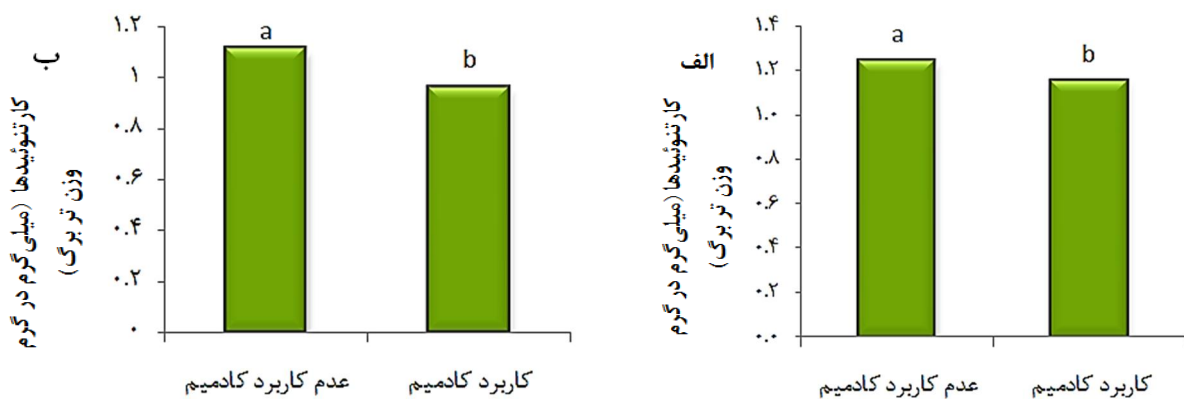 الف
کارتنوئیدها (میلی‌گرم در گرم
وزن تر برگ)
۱.۴
۱.۲
۱.۰
۰.۸
۰.۶
۰.۴
۰.۲
۰.۰
a
b
عدم کاربرد کادمیم
کاربرد کادمیم
ب
کارتنوئیدها (میلی‌گرم در گرم
وزن تر برگ)
۱.۲
۱
۰.۸
۰.۶
۰.۴
۰.۲
۰
a
b
عدم کاربرد کادمیم
کاربرد کادمیم